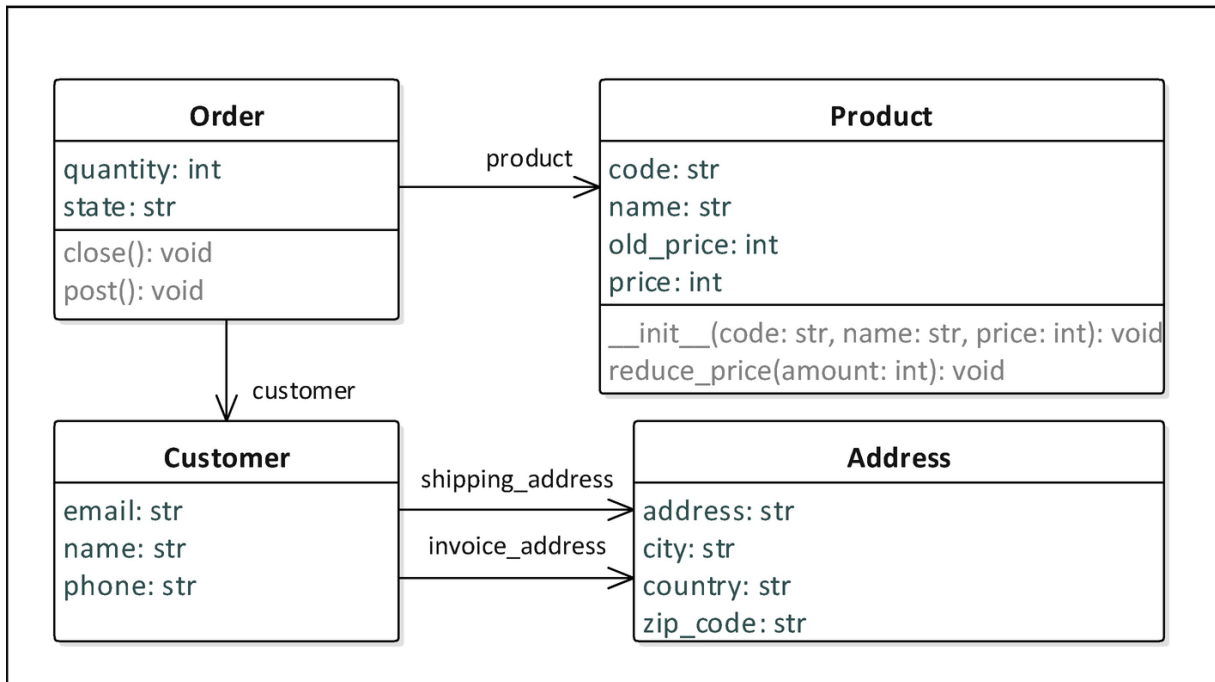 Order
quantity: int
state: str
close(): void
post(): void
product
Product
code: str
name: str
old_price: int
price: int
__init__(code: str, name: str, price: int): void
reduce_price(amount: int): void
customer
Customer
email: str
name: str
phone: str
shipping_address
invoice_address
Address
address: str
city: str
country: str
zip_code: str